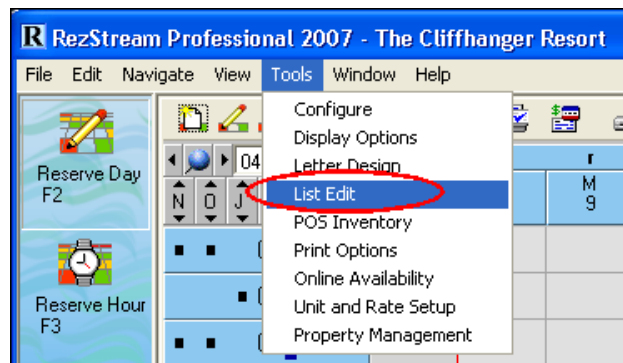 R RezStream Professional 2007 - The Cliffhanger Resort
File Edit Navigate View Tools Window Help
Configure
Display Options
Letter Design
List Edit
POS Inventory
Print Options
Online Availability
Unit and Rate Setup
Property Management
Reserve Day
F2
Reserve Hour
F3
04
N O J
r
M
9